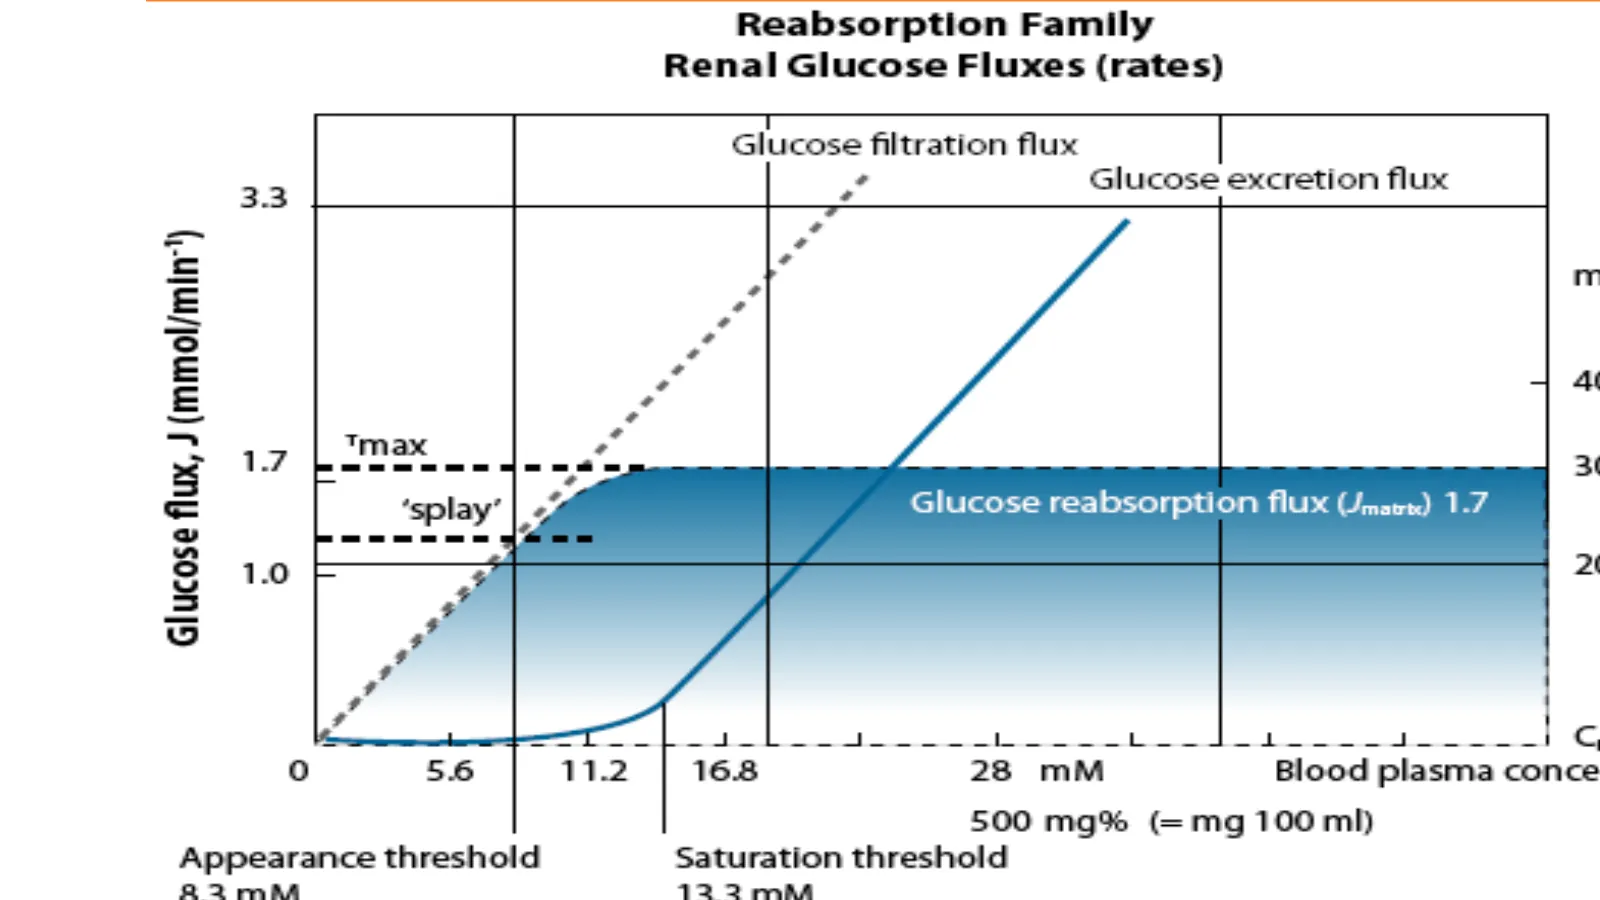 Reabsorption Family
Renal Glucose Fluxes (rates)
Glucose filtration flux
Glucose excretion flux
3.3
Glucose flux, J (mmol/min⁻¹)
Tmax
1.7
'splay'
Glucose reabsorption flux (Jmatrix) 1.7
1.0
m
40
30
20
C
0 5.6 11.2 16.8 28 mM Blood plasma conce
500 mg% (= mg 100 ml)
Appearance threshold
8.3 mM
Saturation threshold
13.3 mM